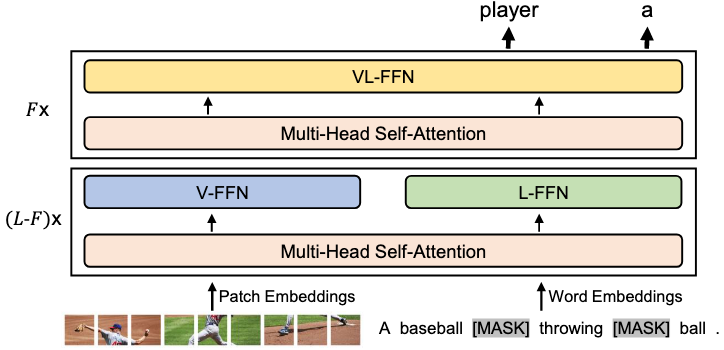 player a
VL-FFN
Fx
Multi-Head Self-Attention
V-FFN L-FFN
(L-F)x
Multi-Head Self-Attention
Patch Embeddings Word Embeddings
A baseball [MASK] throwing [MASK] ball .